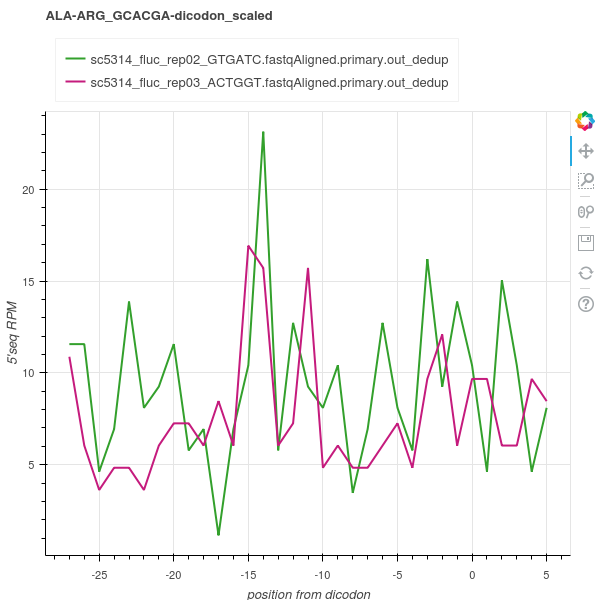 ALA-ARG_GCACGA-dicodon_scaled
sc5314_fluc_rep02_GTGATC.fastqAligned.primary.out_dedup
sc5314_fluc_rep03_ACTGGT.fastqAligned.primary.out_dedup
20
15
10
5
5'seq RPM
-25 -20 -15 -10 -5 0 5
position from dicodon